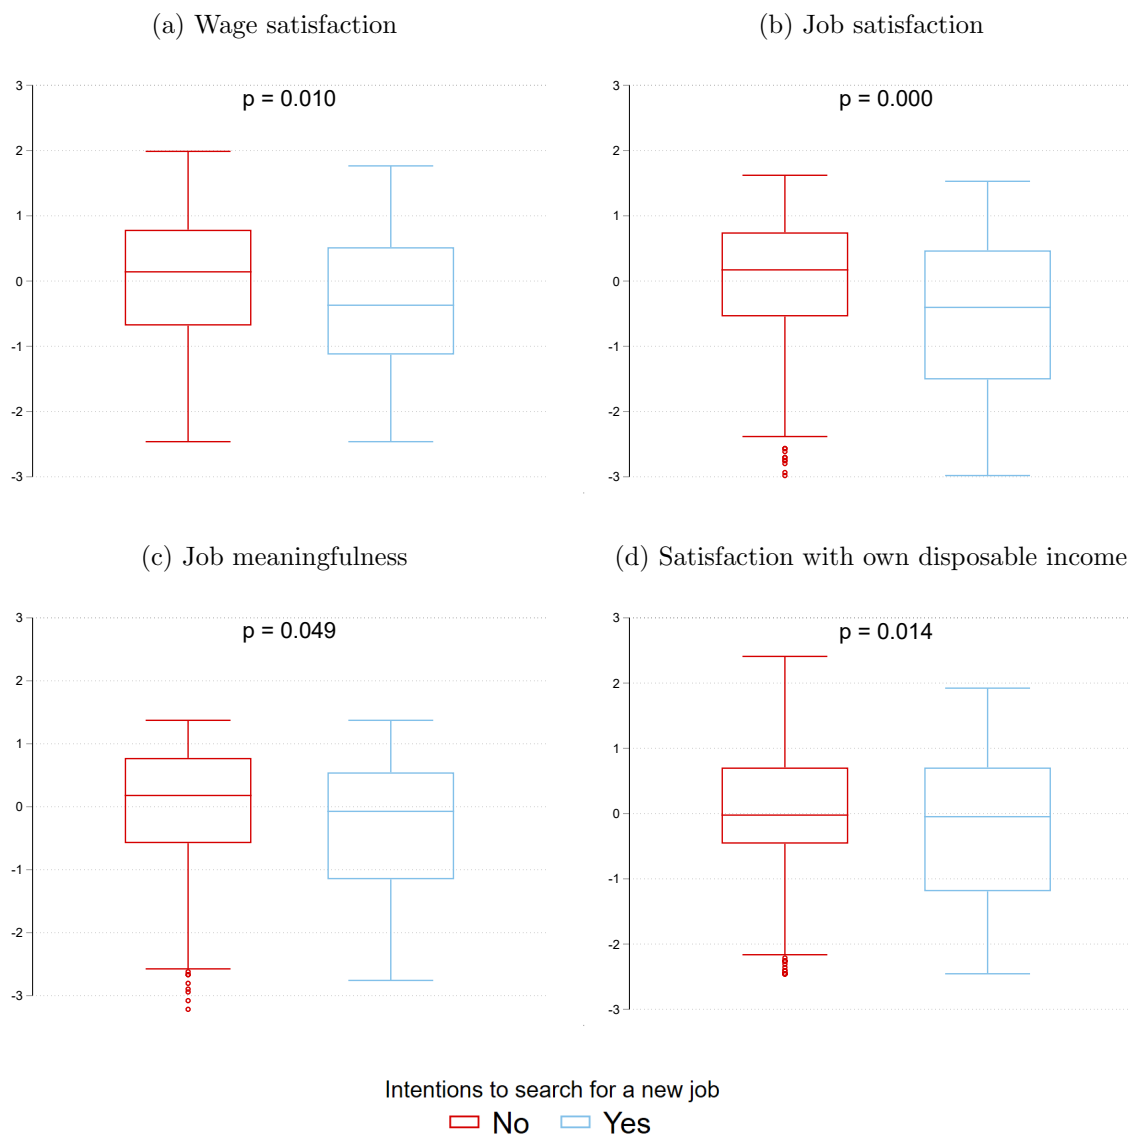 (a) Wage satisfaction
(b) Job satisfaction
3
2
1
0
-1
-2
-3
p = 0.010
3
2
1
0
-1
-2
-3
p = 0.000
(c) Job meaningfulness
(d) Satisfaction with own disposable income
3
2
1
0
-1
-2
-3
p = 0.049
3
2
1
0
-1
-2
-3
p = 0.014
Intentions to search for a new job
No Yes